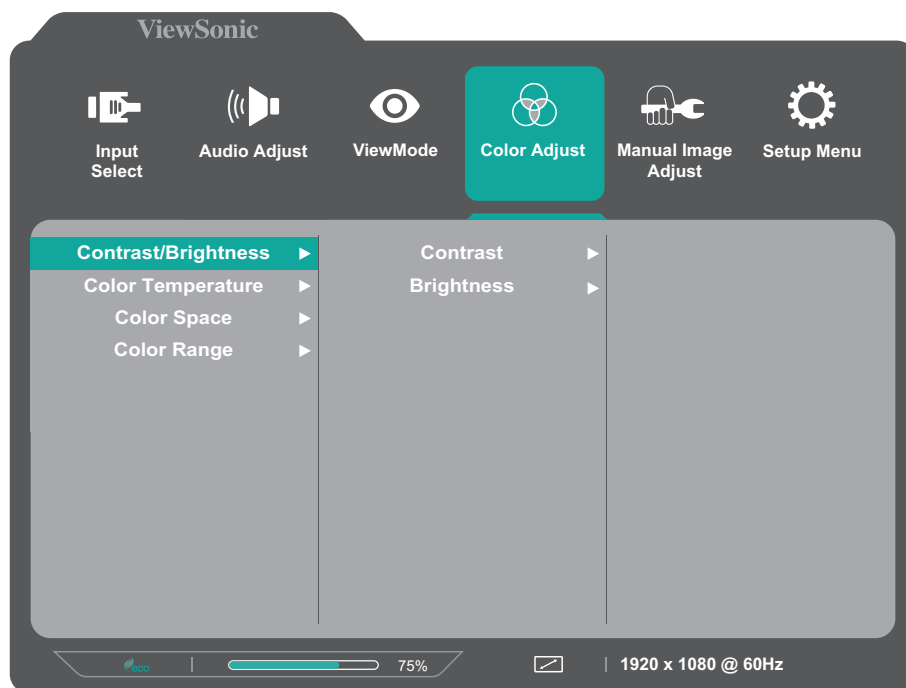 ViewSonic
Input
Select
Audio Adjust
ViewMode
Color Adjust
Manual Image
Adjust
Setup Menu
Contrast/Brightness
Color Temperature
Color Space
Color Range
Contrast
Brightness
ECO
75%
1920 x 1080 @ 60Hz